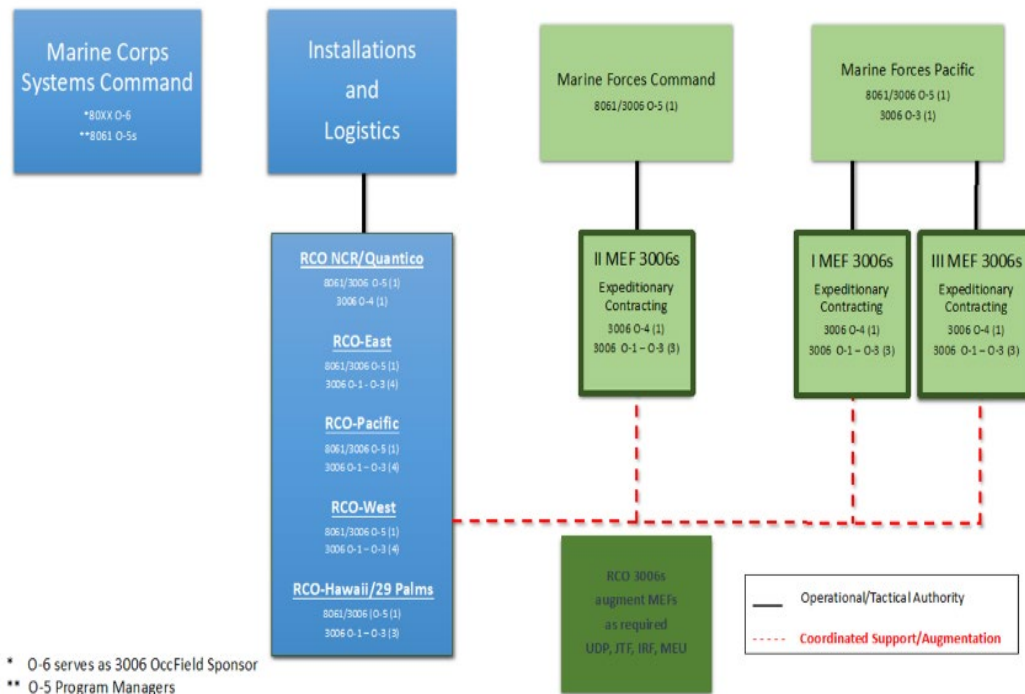 Marine Corps
Systems Command
*80XX O-6
**8061 O-5s
Installations
and
Logistics
Marine Forces Command
8061/3006 O-5 (1)
Marine Forces Pacific
8061/3006 O-5 (1)
3006 O-3 (1)
RCO NCR/Quantico
8061/3006 O-5 (1)
3006 O-4 (1)
RCO-East
8061/3006 O-5 (1)
3006 O-1 - O-3 (4)
RCO-Pacific
8061/3006 O-5 (1)
3006 O-1 – O-3 (4)
RCO-West
8061/3006 O-5 (1)
3006 O-1 – O-3 (4)
RCO-Hawaii/29 Palms
8061/3006 (O-5 (1)
3006 O-1 – O-3 (3)
II MEF 3006s
Expeditionary
Contracting
3006 O-4 (1)
3006 O-1 – O-3 (3)
I MEF 3006s
Expeditionary
Contracting
3006 O-4 (1)
3006 O-1 – O-3 (3)
III MEF 3006s
Expeditionary
Contracting
3006 O-4 (1)
3006 O-1 – O-3 (3)
RCO 3006s
augment MEFs
as required
UDP, JTF, IRF, MEU
Operational/Tactical Authority
Coordinated Support/Augmentation
* O-6 serves as 3006 OccField Sponsor
** O-5 Program Managers